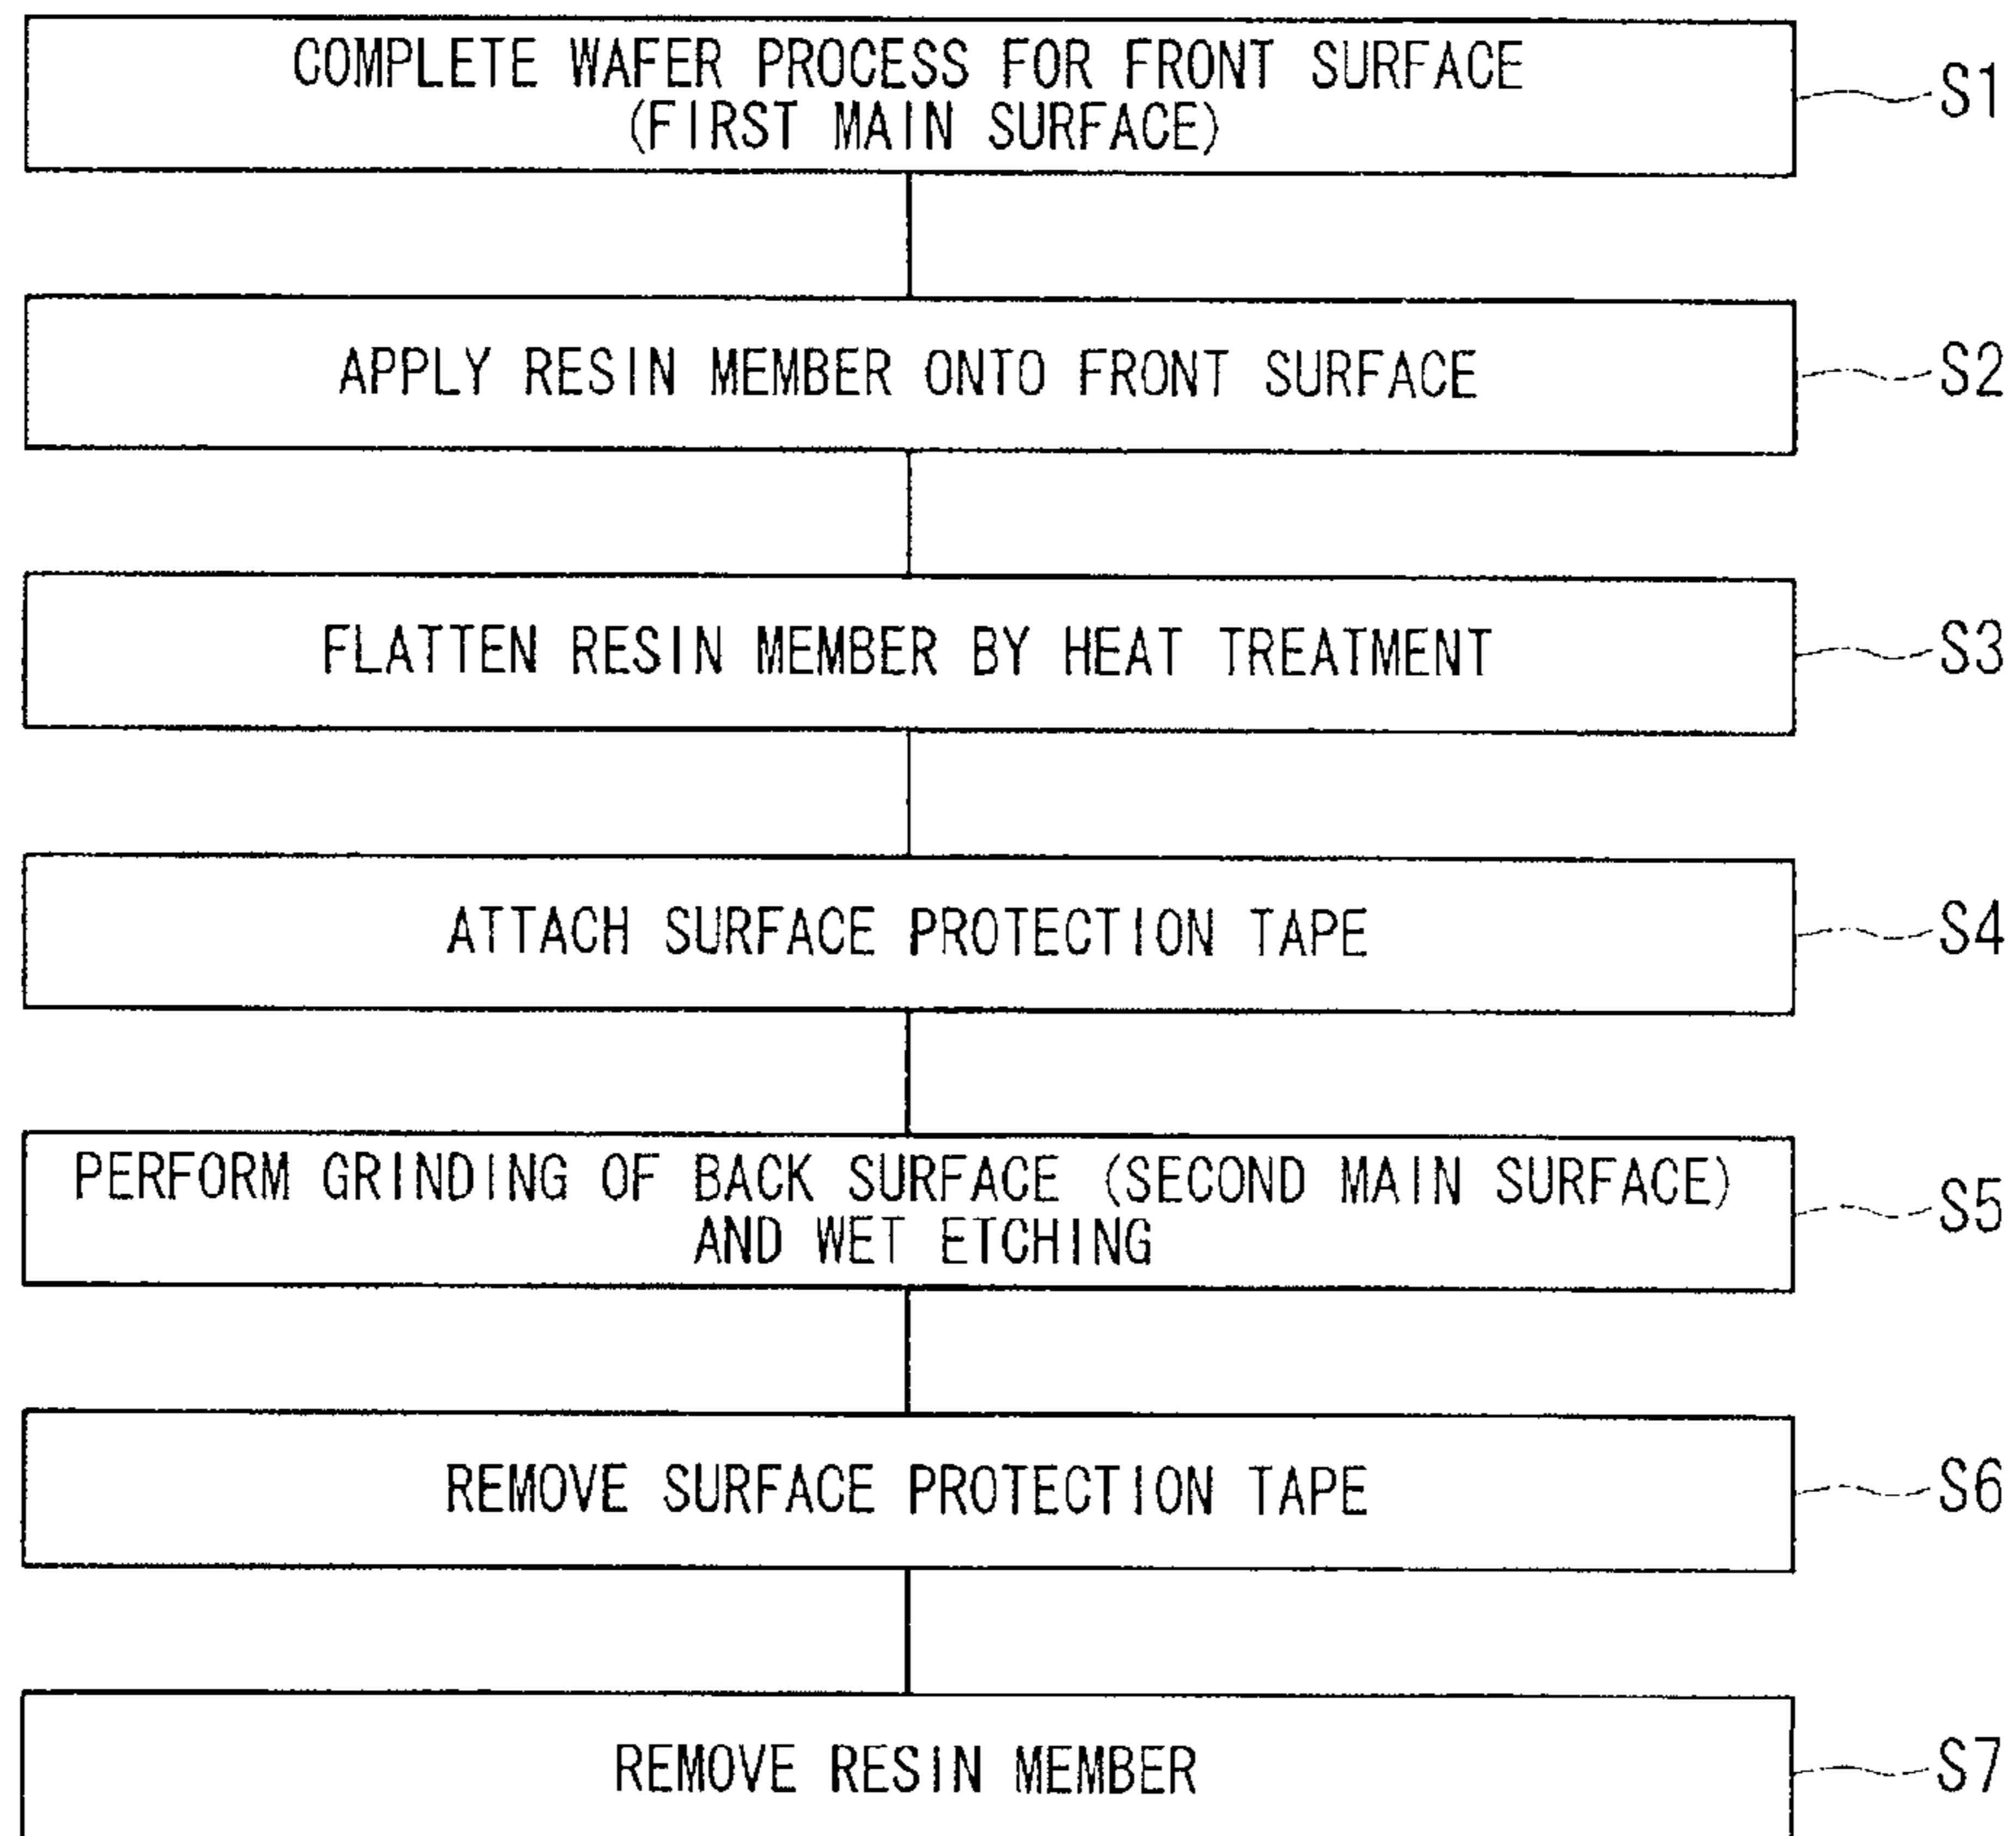 COMPLETE WAFER PROCESS FOR FRONT SURFACE
(FIRST MAIN SURFACE)
S1
APPLY RESIN MEMBER ONTO FRONT SURFACE
S2
FLATTEN RESIN MEMBER BY HEAT TREATMENT
S3
ATTACH SURFACE PROTECTION TAPE
S4
PERFORM GRINDING OF BACK SURFACE (SECOND MAIN SURFACE)
AND WET ETCHING
S5
REMOVE SURFACE PROTECTION TAPE
S6
REMOVE RESIN MEMBER
S7